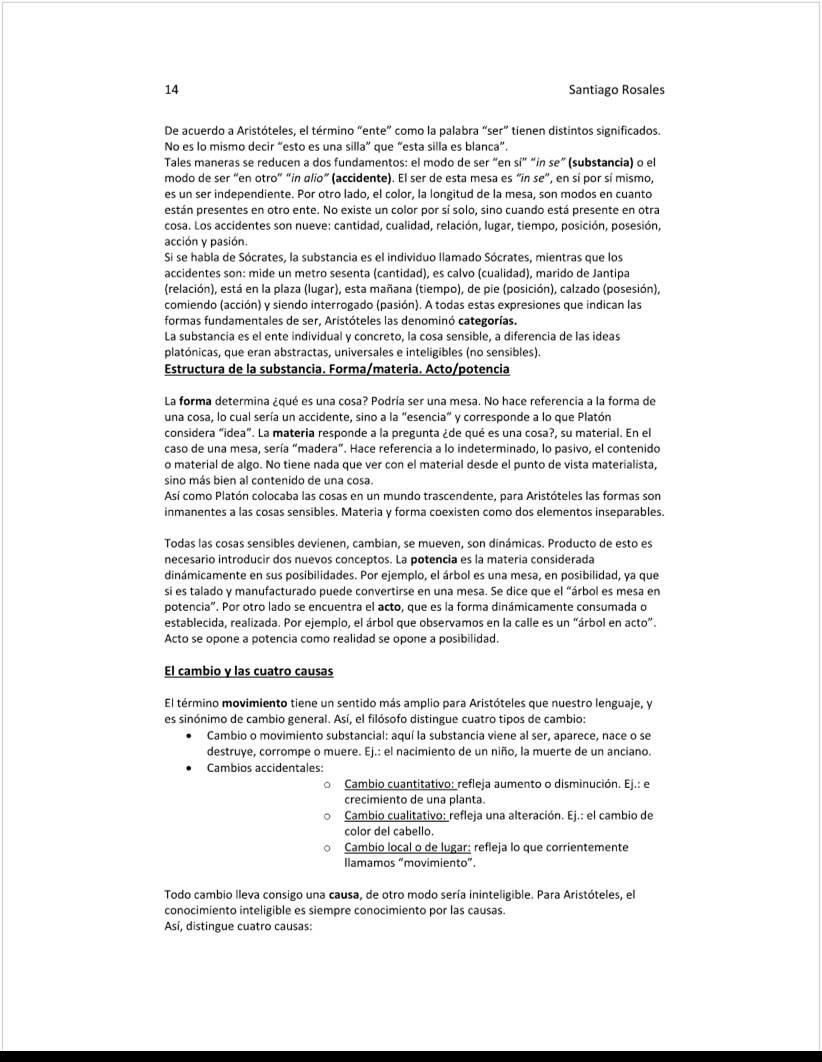 14 Santiago Rosales
De acuerdo a Aristóteles, el término “ente” como la palabra “ser” tienen distintos significados.
No es lo mismo decir “esto es una silla” que “esta silla es blanca”.
Tales maneras se reducen a dos fundamentos: el modo de ser “en sí” “in se” (substancia) o el
modo de ser “en otro” “in alio” (accidente). El ser de esta mesa es “in se”, en sí por sí mismo,
es un ser independiente. Por otro lado, el color, la longitud de la mesa, son modos en cuanto
están presentes en otro ente. No existe un color por sí solo, sino cuando está presente en otra
cosa. Los accidentes son nueve: cantidad, cualidad, relación, lugar, tiempo, posición, posesión,
acción y pasión.
Si se habla de Sócrates, la substancia es el individuo llamado Sócrates, mientras que los
accidentes son: mide un metro sesenta (cantidad), es calvo (cualidad), marido de Jantipa
(relación), está en la plaza (lugar), esta mañana (tiempo), de pie (posición), calzado (posesión),
comiendo (acción) y siendo interrogado (pasión). A todas estas expresiones que indican las
formas fundamentales de ser, Aristóteles las denominó categorías.
La substancia es el ente individual y concreto, la cosa sensible, a diferencia de las ideas
platónicas, que eran abstractas, universales e inteligibles (no sensibles).
Estructura de la substancia. Forma/materia. Acto/potencia
La forma determina ¿qué es una cosa? Podría ser una mesa. No hace referencia a la forma de
una cosa, lo cual sería un accidente, sino a la “esencia” y corresponde a lo que Platón
considera “idea”. La materia responde a la pregunta ¿de qué es una cosa?, su material. En el
caso de una mesa, sería “madera”. Hace referencia a lo indeterminado, lo pasivo, el contenido
o material de algo. No tiene nada que ver con el material desde el punto de vista materialista,
sino más bien al contenido de una cosa.
Así como Platón colocaba las cosas en un mundo trascendente, para Aristóteles las formas son
inmanentes a las cosas sensibles. Materia y forma coexisten como dos elementos inseparables.
Todas las cosas sensibles devienen, cambian, se mueven, son dinámicas. Producto de esto es
necesario introducir dos nuevos conceptos. La potencia es la materia considerada
dinámicamente en sus posibilidades. Por ejemplo, el árbol es una mesa, en posibilidad, ya que
si es talado y manufacturado puede convertirse en una mesa. Se dice que el “árbol es mesa en
potencia”. Por otro lado se encuentra el acto, que es la forma dinámicamente consumada o
establecida, realizada. Por ejemplo, el árbol que observamos en la calle es un “árbol en acto”.
Acto se opone a potencia como realidad se opone a posibilidad.
El cambio y las cuatro causas
El término movimiento tiene un sentido más amplio para Aristóteles que nuestro lenguaje, y
es sinónimo de cambio general. Así, el filósofo distingue cuatro tipos de cambio:
• Cambio o movimiento substancial: aquí la substancia viene al ser, aparece, nace o se
destruye, corrompe o muere. Ej.: el nacimiento de un niño, la muerte de un anciano.
• Cambios accidentales:
o Cambio cuantitativo: refleja aumento o disminución. Ej.: e
crecimiento de una planta.
o Cambio cualitativo: refleja una alteración. Ej.: el cambio de
color del cabello.
o Cambio local o de lugar: refleja lo que corrientemente
llamamos “movimiento”.
Todo cambio lleva consigo una causa, de otro modo sería ininteligible. Para Aristóteles, el
conocimiento inteligible es siempre conocimiento por las causas.
Así, distingue cuatro causas: